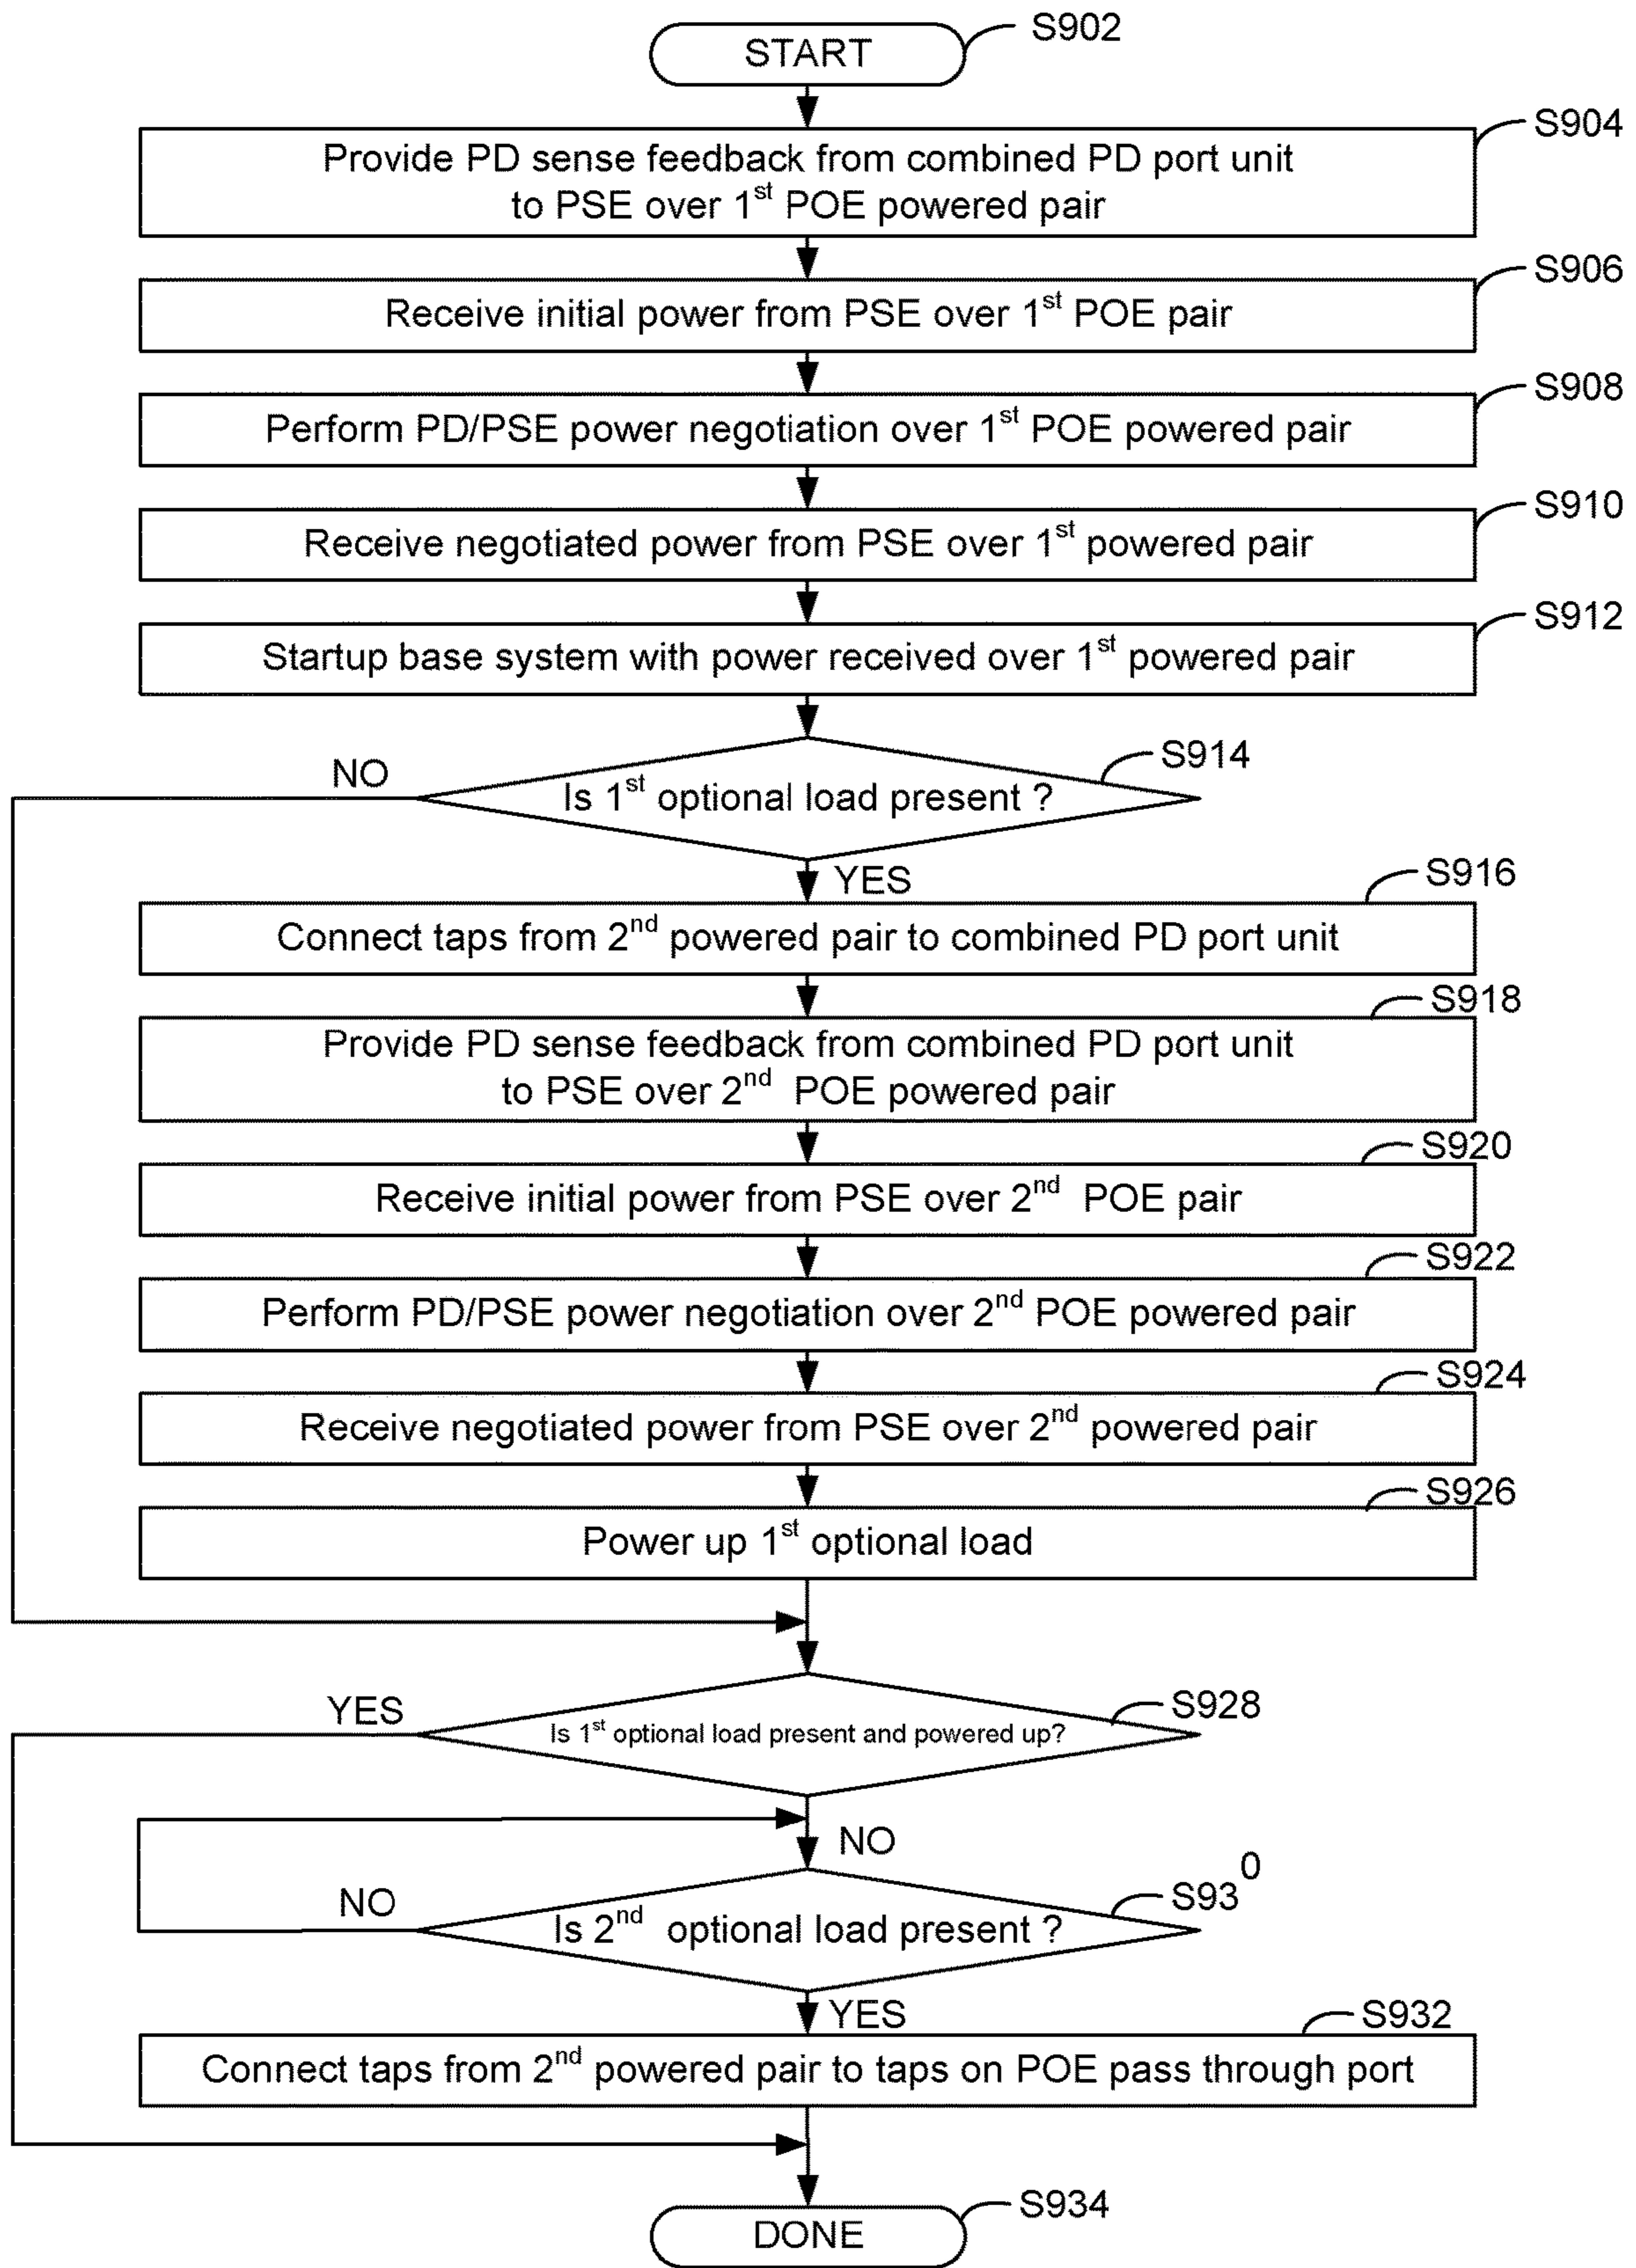 START
S902
S904
Provide PD sense feedback from combined PD port unit
to PSE over 1st POE powered pair
S906
Receive initial power from PSE over 1st POE pair
S908
Perform PD/PSE power negotiation over 1st POE powered pair
S910
Receive negotiated power from PSE over 1st powered pair
S912
Startup base system with power received over 1st powered pair
S914
NO
Is 1st optional load present ?
YES
S916
Connect taps from 2nd powered pair to combined PD port unit
S918
Provide PD sense feedback from combined PD port unit
to PSE over 2nd POE powered pair
S920
Receive initial power from PSE over 2nd POE pair
S922
Perform PD/PSE power negotiation over 2nd POE powered pair
S924
Receive negotiated power from PSE over 2nd powered pair
S926
Power up 1st optional load
S928
YES
Is 1st optional load present and powered up?
NO
S930
NO
Is 2nd optional load present ?
YES
S932
Connect taps from 2nd powered pair to taps on POE pass through port
S934
DONE